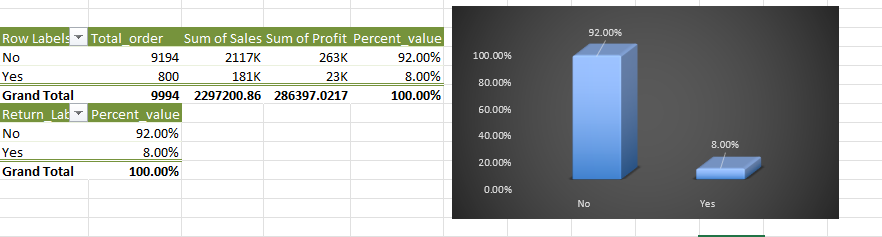 Row Labels Total_order Sum of Sales Sum of Profit Percent_value
No 9194 2117K 263K 92.00%
Yes 800 181K 23K 8.00%
Grand Total 9994 2297200.86 286397.0217 100.00%
Return_Lab Percent_value
No 92.00%
Yes 8.00%
Grand Total 100.00%
92.00%
100.00%
80.00%
60.00%
40.00%
8.00%
20.00%
0.00%
No Yes